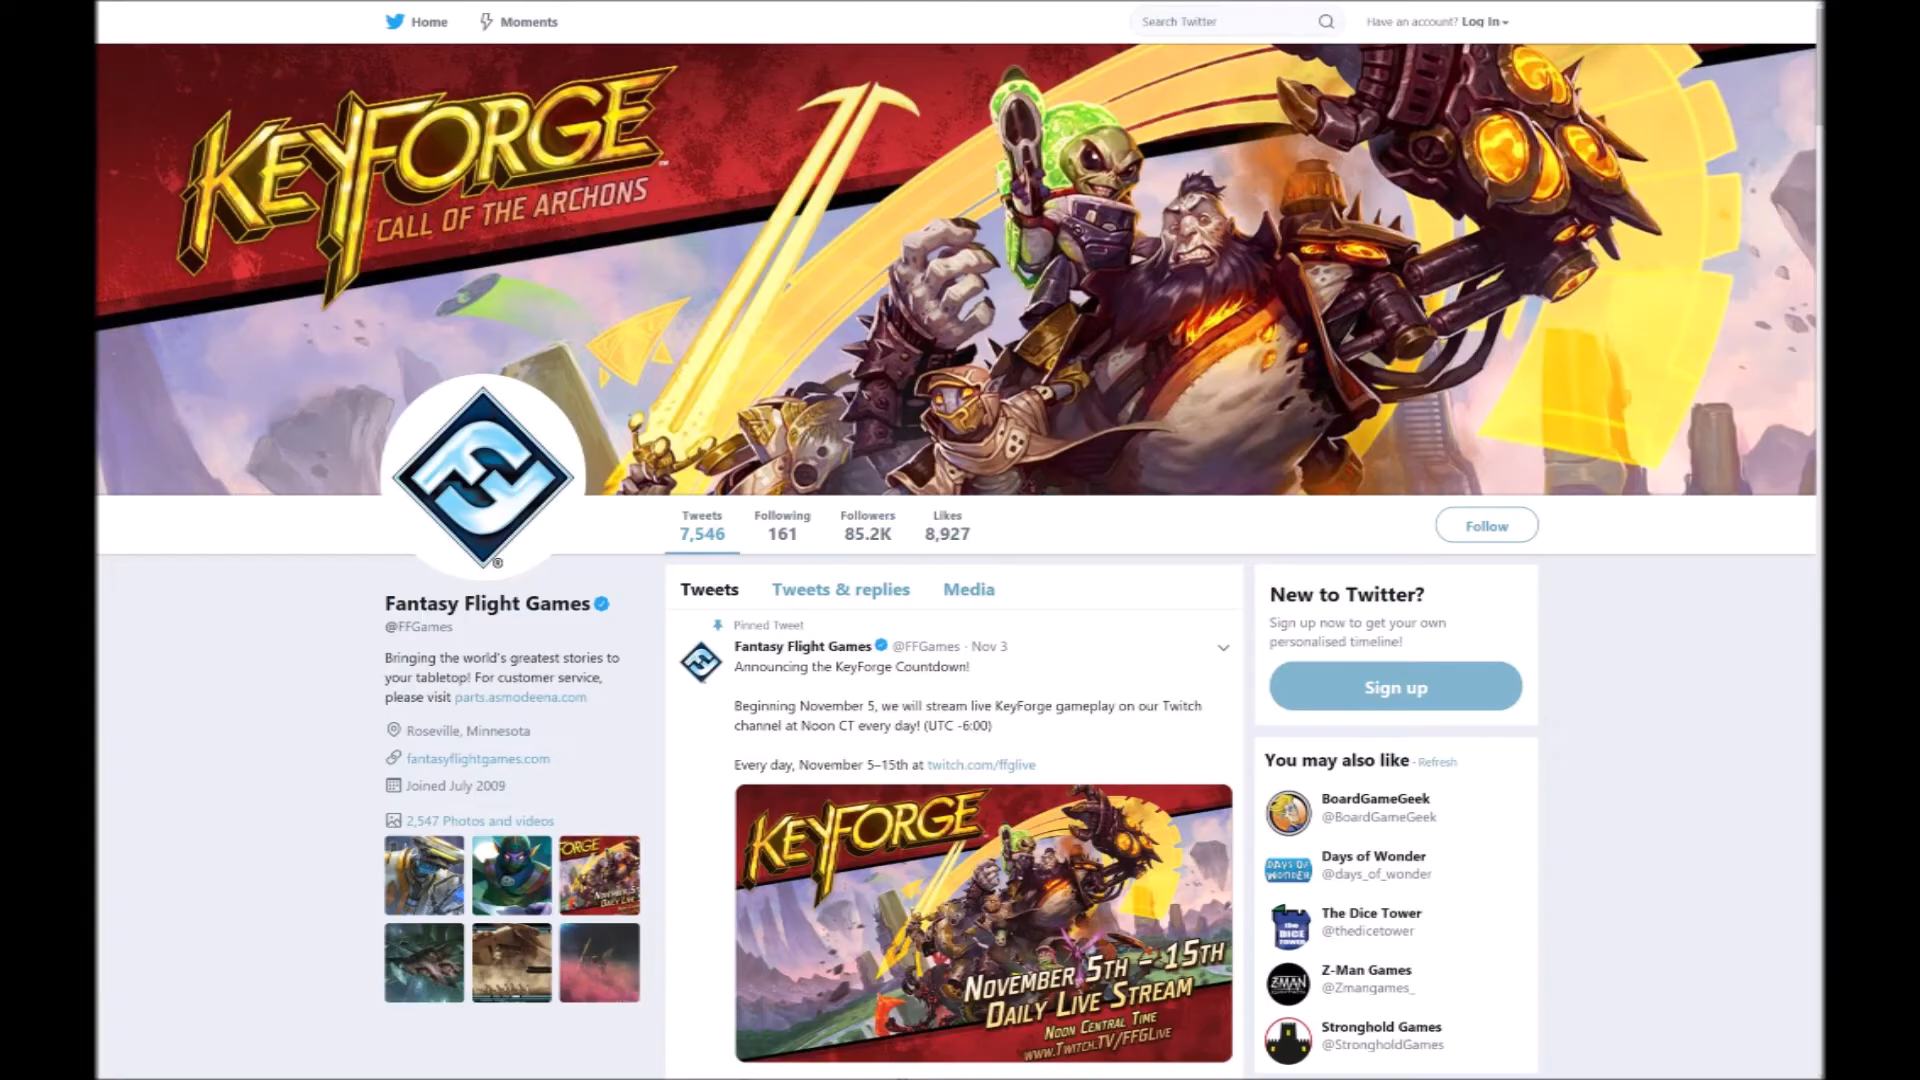 Home
Moments
Search Twitter
Have an account? Log In
KEYFORGE
CALL OF THE ARCHONS
Tweets
7,546
Following
161
Followers
85.2K
Likes
8,927
Follow
Fantasy Flight Games
@FFGames
Bringing the world's greatest stories to
your tabletop! For customer service,
please visit parts.asmodeena.com
Roseville, Minnesota
fantasyflightgames.com
Joined July 2009
2,547 Photos and videos
Tweets
Tweets & replies
Media
Pinned Tweet
Fantasy Flight Games @FFGames · Nov 3
Announcing the KeyForge Countdown!
Beginning November 5, we will stream live KeyForge gameplay on our Twitch
channel at Noon CT every day! (UTC -6:00)
Every day, November 5–15th at twitch.com/ffglive
KEYFORGE
NOVEMBER 5TH - 15TH
DAILY LIVE STREAM
NOON CENTRAL TIME
WWW.TWITCH.TV/FFGLIVE
New to Twitter?
Sign up now to get your own
personalised timeline!
Sign up
You may also like · Refresh
BoardGameGeek
@BoardGameGeek
DAYS OF
WONDER
Days of Wonder
@days_of_wonder
the
DICE
TOWER
The Dice Tower
@thedicetower
Z-MAN
Z-Man Games
@Zmangames_
Stronghold Games
@StrongholdGames